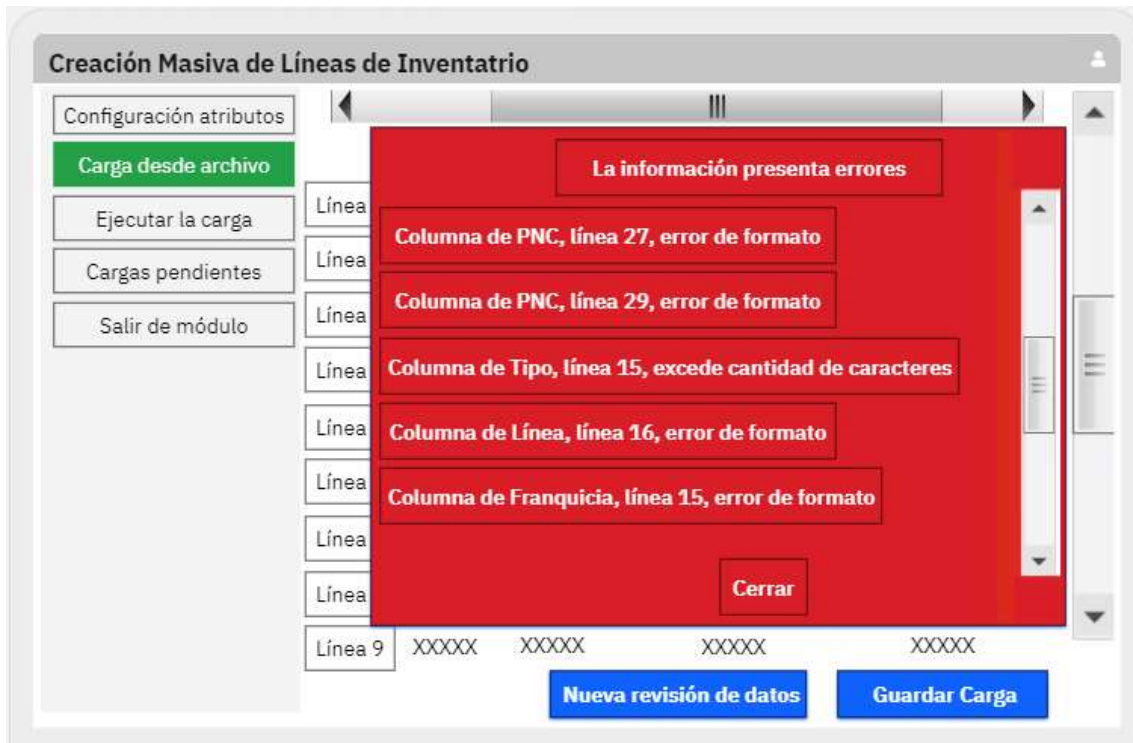 Creación Masiva de Líneas de Inventatrio
Configuración atributos
Carga desde archivo
Ejecutar la carga
Cargas pendientes
Salir de módulo
La información presenta errores
Línea
Columna de PNC, línea 27, error de formato
Línea
Columna de PNC, línea 29, error de formato
Línea
Línea
Columna de Tipo, línea 15, excede cantidad de caracteres
Línea
Columna de Línea, línea 16, error de formato
Línea
Columna de Franquicia, línea 15, error de formato
Línea
Línea
Cerrar
Línea 9 XXXXX XXXXX XXXXX XXXXX
Nueva revisión de datos
Guardar Carga